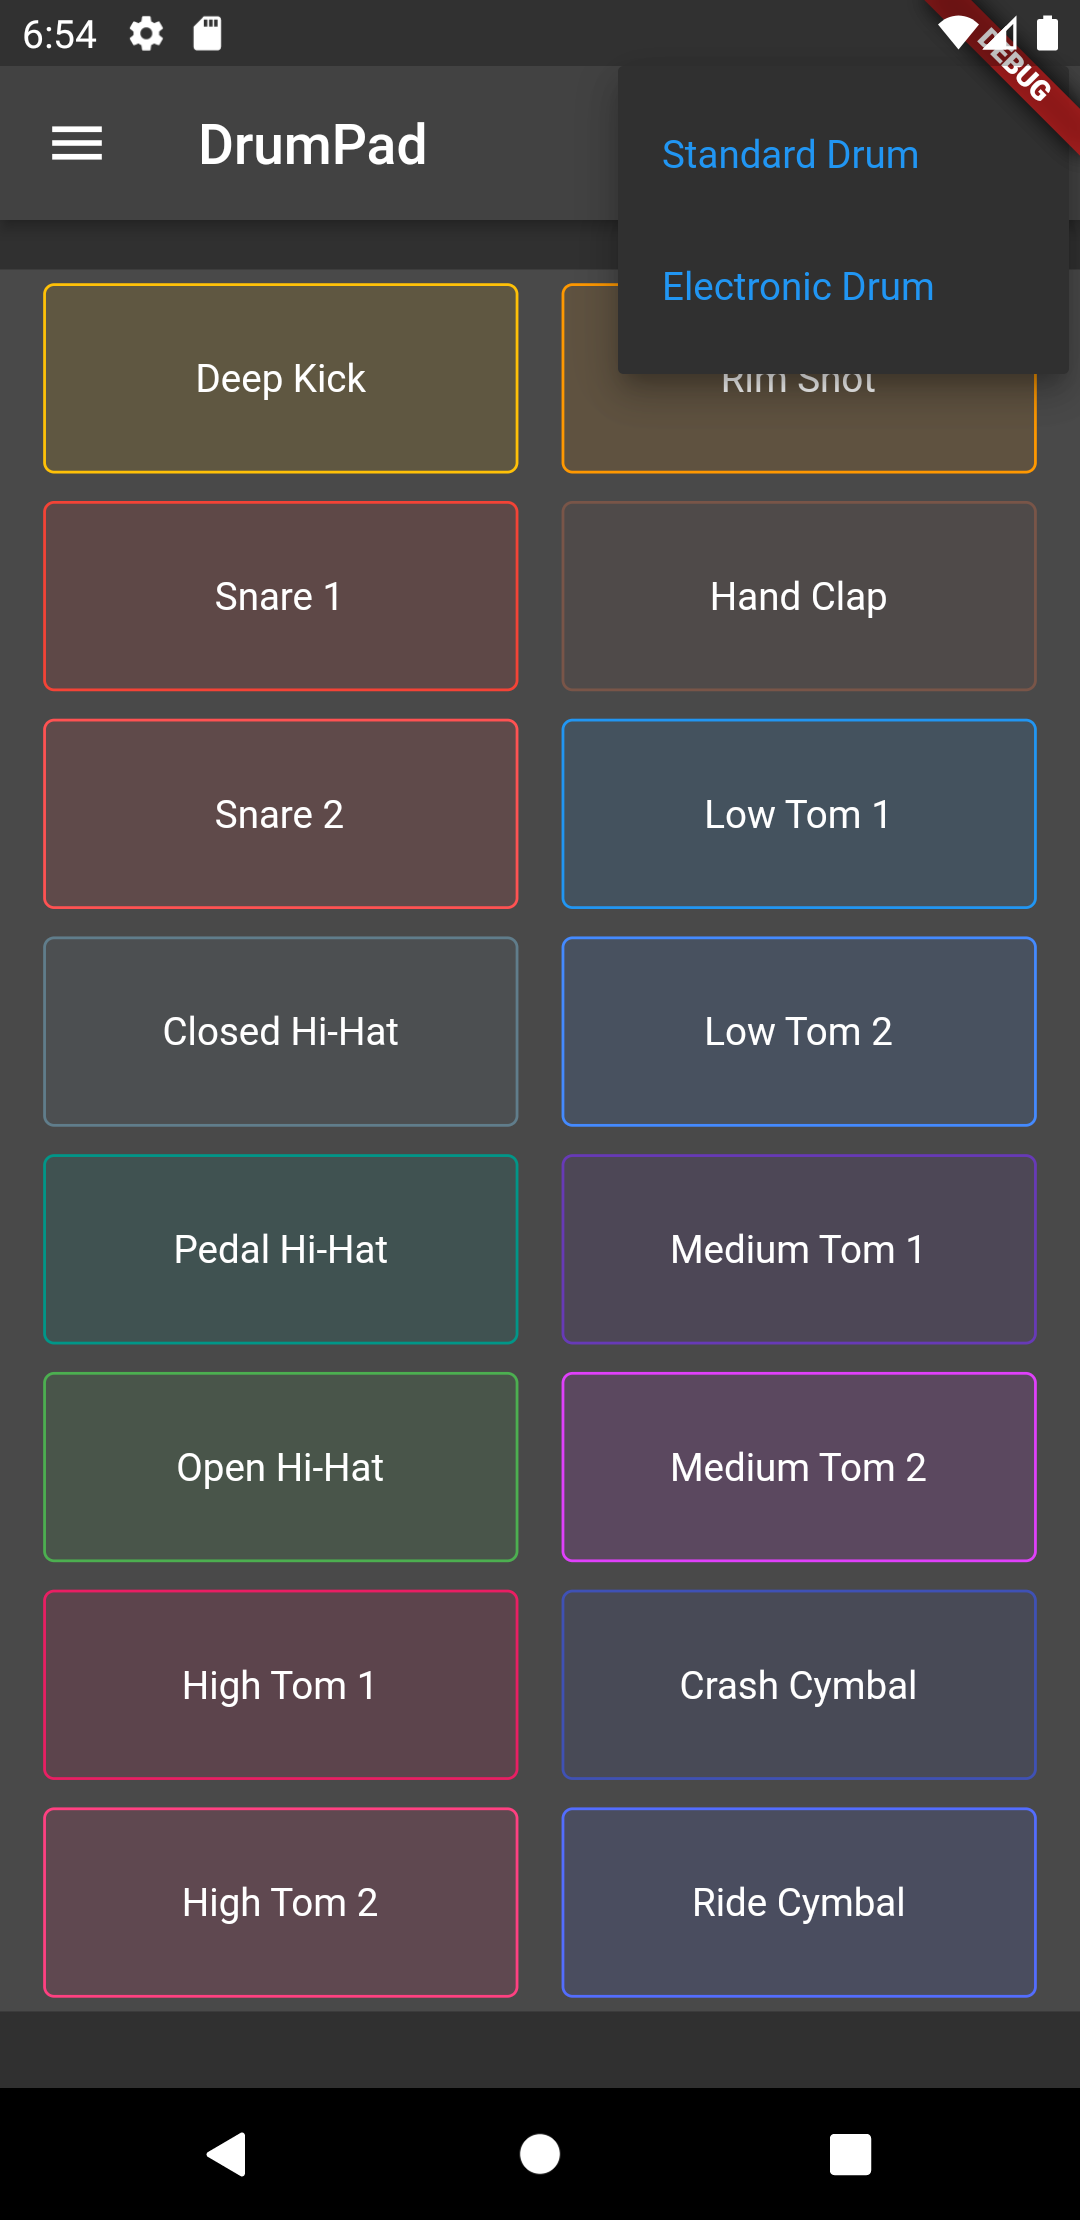 6:54
DEBUG
DrumPad
Standard Drum
Electronic Drum
Deep Kick
Rim Shot
Snare 1
Hand Clap
Snare 2
Low Tom 1
Closed Hi-Hat
Low Tom 2
Pedal Hi-Hat
Medium Tom 1
Open Hi-Hat
Medium Tom 2
High Tom 1
Crash Cymbal
High Tom 2
Ride Cymbal